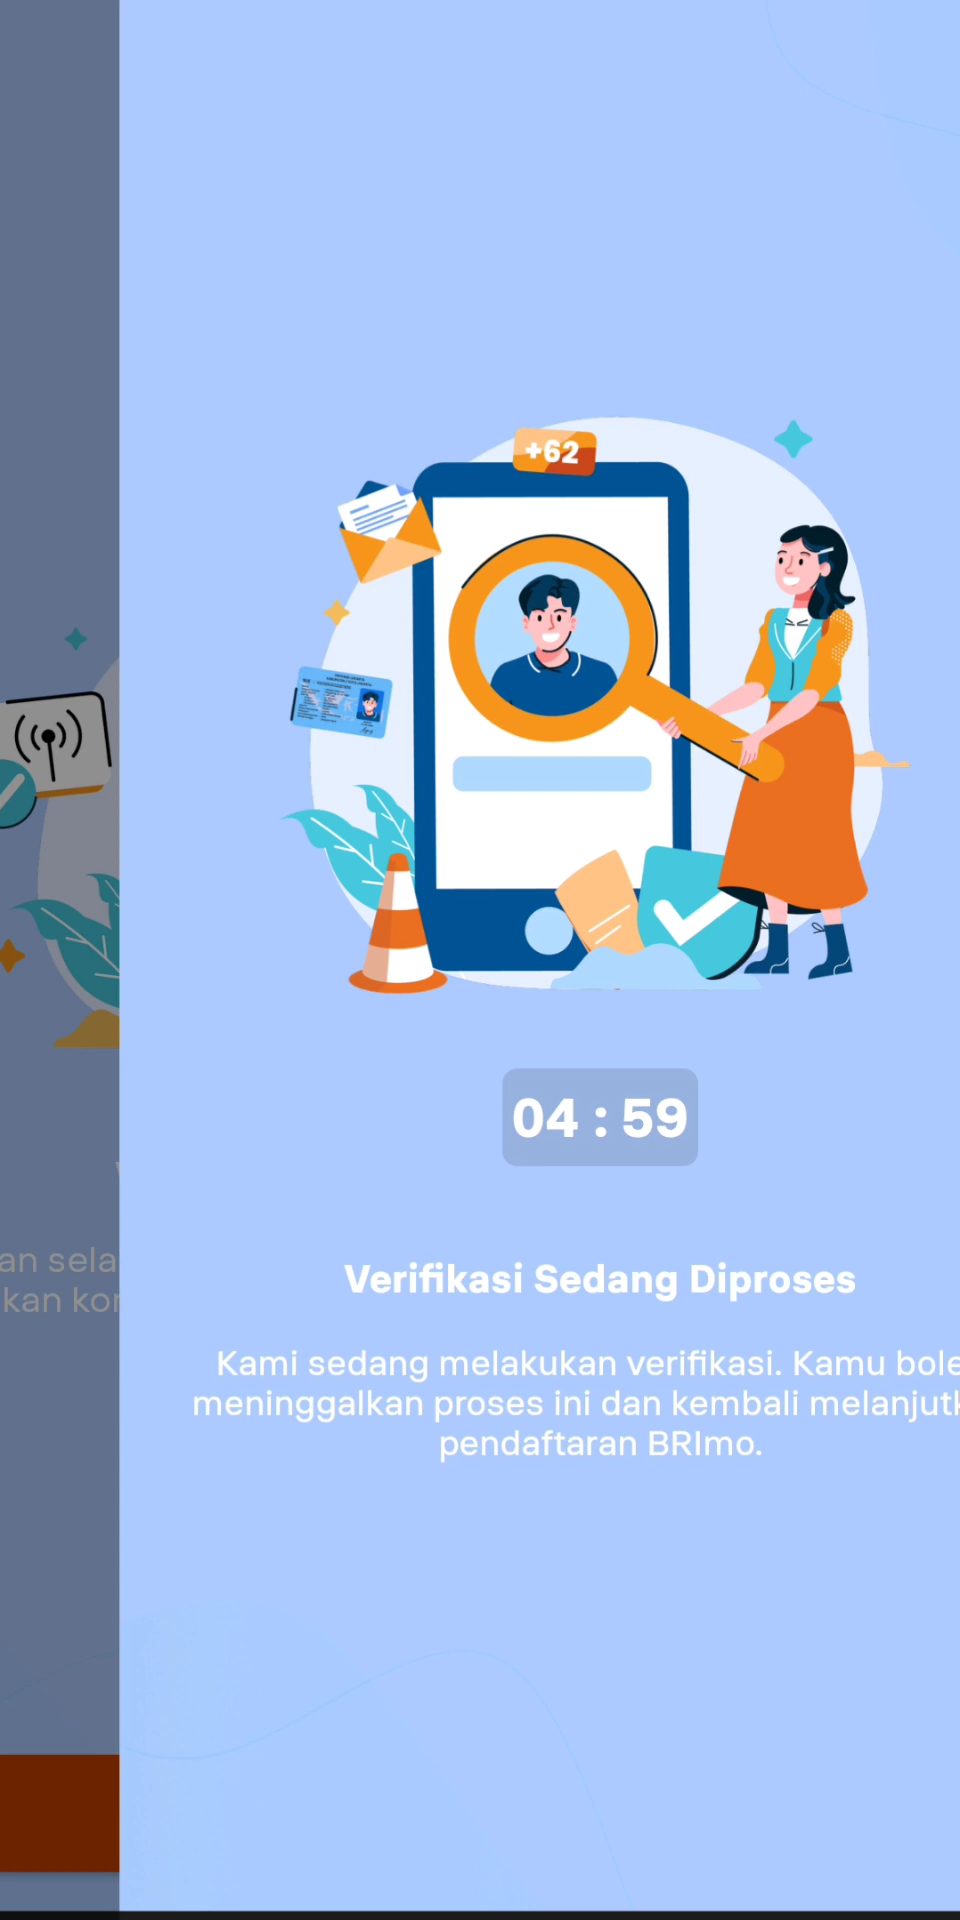 +62
an sela
kan kor
04 : 59
Verifikasi Sedang Diproses
Kami sedang melakukan verifikasi. Kamu bole
meninggalkan proses ini dan kembali melanjutk
pendaftaran BRImo.